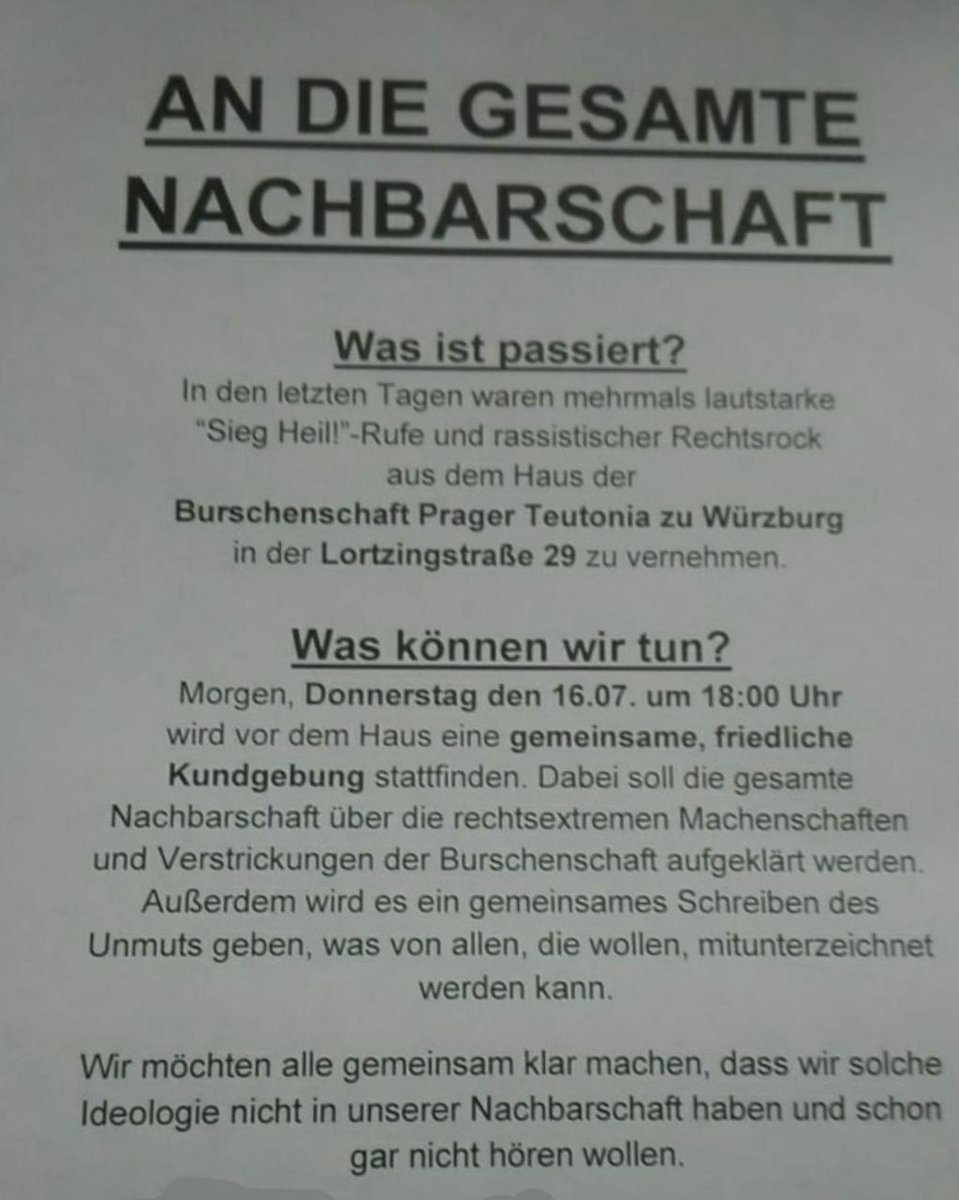 AN DIE GESAMTE
NACHBARSCHAFT
Was ist passiert?
In den letzten Tagen waren mehrmals lautstarke
“Sieg Heil!”-Rufe und rassistischer Rechtsrock
aus dem Haus der
Burschenschaft Prager Teutonia zu Würzburg
in der Lortzingstraße 29 zu vernehmen.
Was können wir tun?
Morgen, Donnerstag den 16.07. um 18:00 Uhr
wird vor dem Haus eine gemeinsame, friedliche
Kundgebung stattfinden. Dabei soll die gesamte
Nachbarschaft über die rechtsextremen Machenschaften
und Verstrickungen der Burschenschaft aufgeklärt werden.
Außerdem wird es ein gemeinsames Schreiben des
Unmuts geben, was von allen, die wollen, mitunterzeichnet
werden kann.
Wir möchten alle gemeinsam klar machen, dass wir solche
Ideologie nicht in unserer Nachbarschaft haben und schon
gar nicht hören wollen.